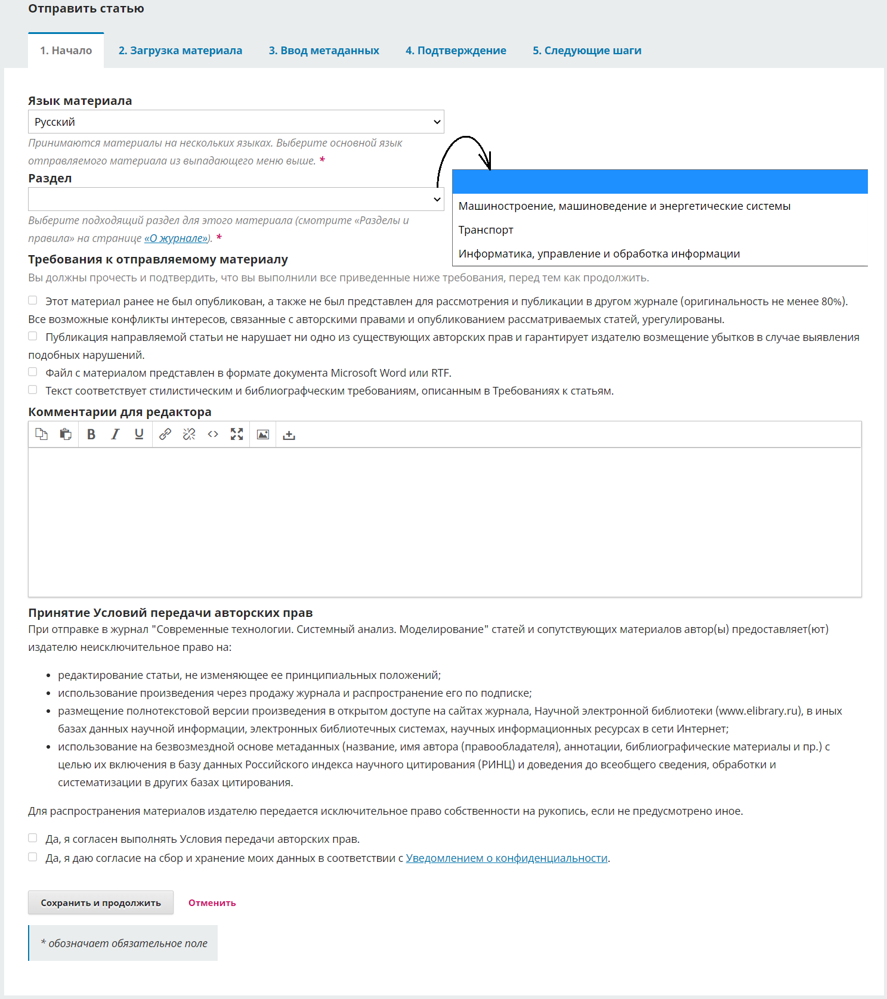 Отправить статью
1. Начало
2. Загрузка материала
3. Ввод метаданных
4. Подтверждение
5. Следующие шаги
Язык материала
Русский
Принимаются материалы на нескольких языках. Выберите основной язык
отправляемого материала из выпадающего меню выше. *
Раздел
Машиностроение, машиноведение и энергетические системы
Транспорт
Информатика, управление и обработка информации
Выберите подходящий раздел для этого материала (смотрите «Разделы и
правила» на странице «О журнале»). *
Требования к отправляемому материалу
Вы должны прочесть и подтвердить, что вы выполнили все приведенные ниже требования, перед тем как продолжить.
Этот материал ранее не был опубликован, а также не был представлен для рассмотрения и публикации в другом журнале (оригинальность не менее 80%).
Все возможные конфликты интересов, связанные с авторскими правами и опубликованием рассматриваемых статей, урегулированы.
Публикация направляемой статьи не нарушает ни одно из существующих авторских прав и гарантирует издателю возмещение убытков в случае выявления
подобных нарушений.
Файл с материалом представлен в формате документа Microsoft Word или RTF.
Текст соответствует стилистическим и библиографческим требованиям, описанным в Требованиях к статьям.
Комментарии для редактора
B I U
Принятие Условий передачи авторских прав
При отправке в журнал "Современные технологии. Системный анализ. Моделирование" статей и сопутствующих материалов автор(ы) предоставляет(ют)
издателю неисключительное право на:
• редактирование статьи, не изменяющее ее принципиальных положений;
• использование произведения через продажу журнала и распространение его по подписке;
• размещение полнотекстовой версии произведения в открытом доступе на сайтах журнала, Научной электронной библиотеки (www.elibrary.ru), в иных
базах данных научной информации, электронных библиотечных системах, научных информационных ресурсах в сети Интернет;
• использование на безвозмездной основе метаданных (название, имя автора (правообладателя), аннотации, библиографические материалы и пр.) с
целью их включения в базу данных Российского индекса научного цитирования (РИНЦ) и доведения до всеобщего сведения, обработки и
систематизации в других базах цитирования.
Для распространения материалов издателю передается исключительное право собственности на рукопись, если не предусмотрено иное.
Да, я согласен выполнять Условия передачи авторских прав.
Да, я даю согласие на сбор и хранение моих данных в соответствии с Уведомлением о конфиденциальности.
Сохранить и продолжить
Отменить
* обозначает обязательное поле